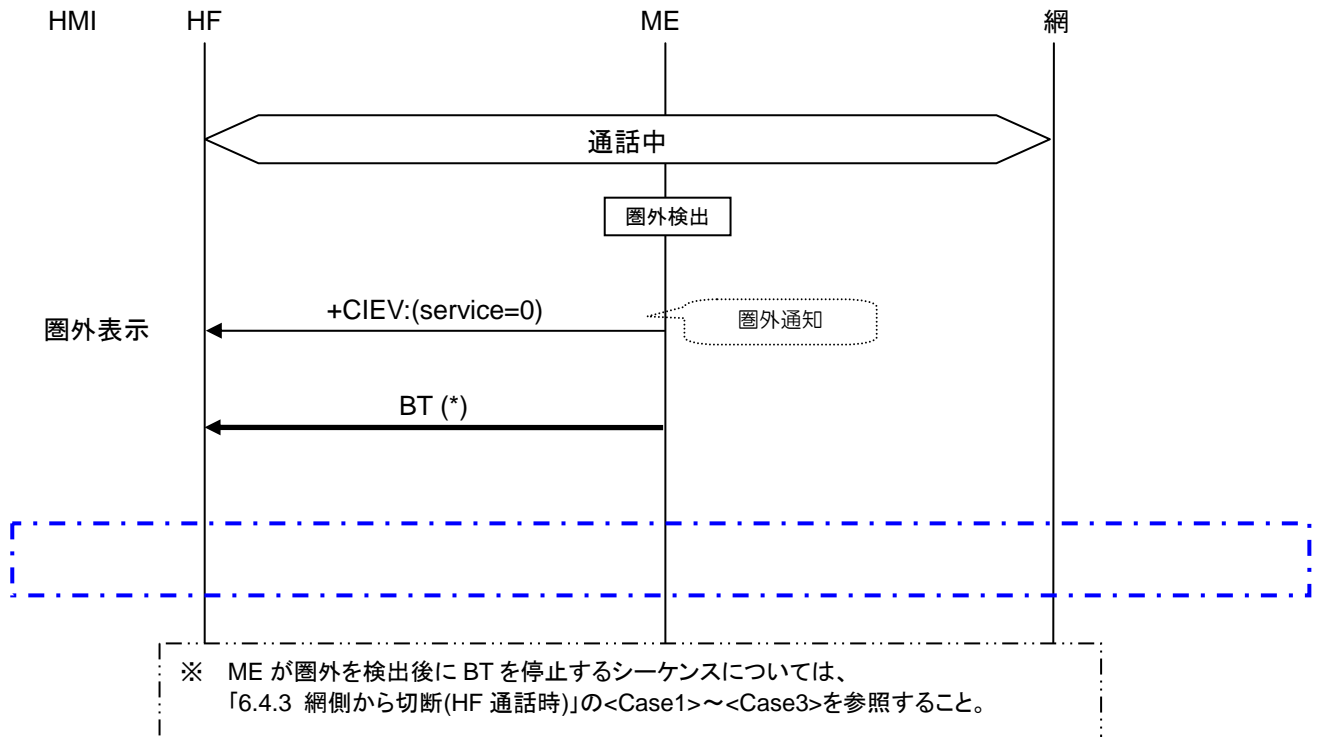 HMI HF ME 網
通話中
圏外検出
+CIEV:(service=0)
圏外通知
圏外表示
BT (*)
※ ME が圏外を検出後に BT を停止するシーケンスについては、
「6.4.3 網側から切断(HF 通話時)」の<Case1>～<Case3>を参照すること。